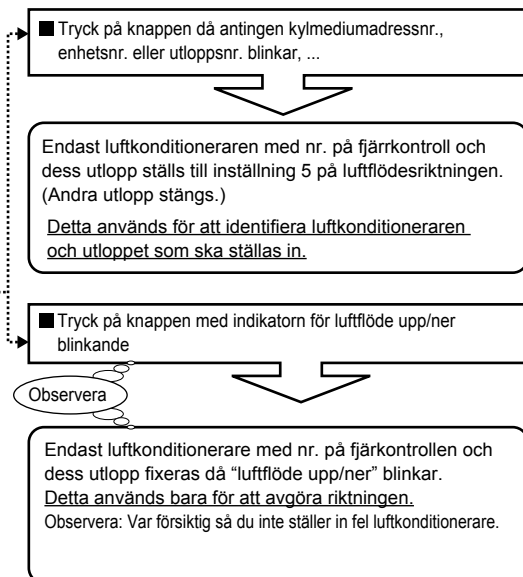 ■ Tryck på knappen då antingen kylmediumadressnr.,
enhetsnr. eller utloppsnr. blinkar, ...
Endast luftkonditioneraren med nr. på fjärrkontroll och
dess utlopp ställs till inställning 5 på luftflödesriktningen.
(Andra utlopp stängs.)
Detta används för att identifiera luftkonditioneraren
och utloppet som ska ställas in.
■ Tryck på knappen med indikatorn för luftflöde upp/ner
blinkande
Observera
Endast luftkonditionerare med nr. på fjärkontrollen och
dess utlopp fixeras då “luftflöde upp/ner” blinkar.
Detta används bara för att avgöra riktningen.
Observera: Var försiktig så du inte ställer in fel luftkonditionerare.